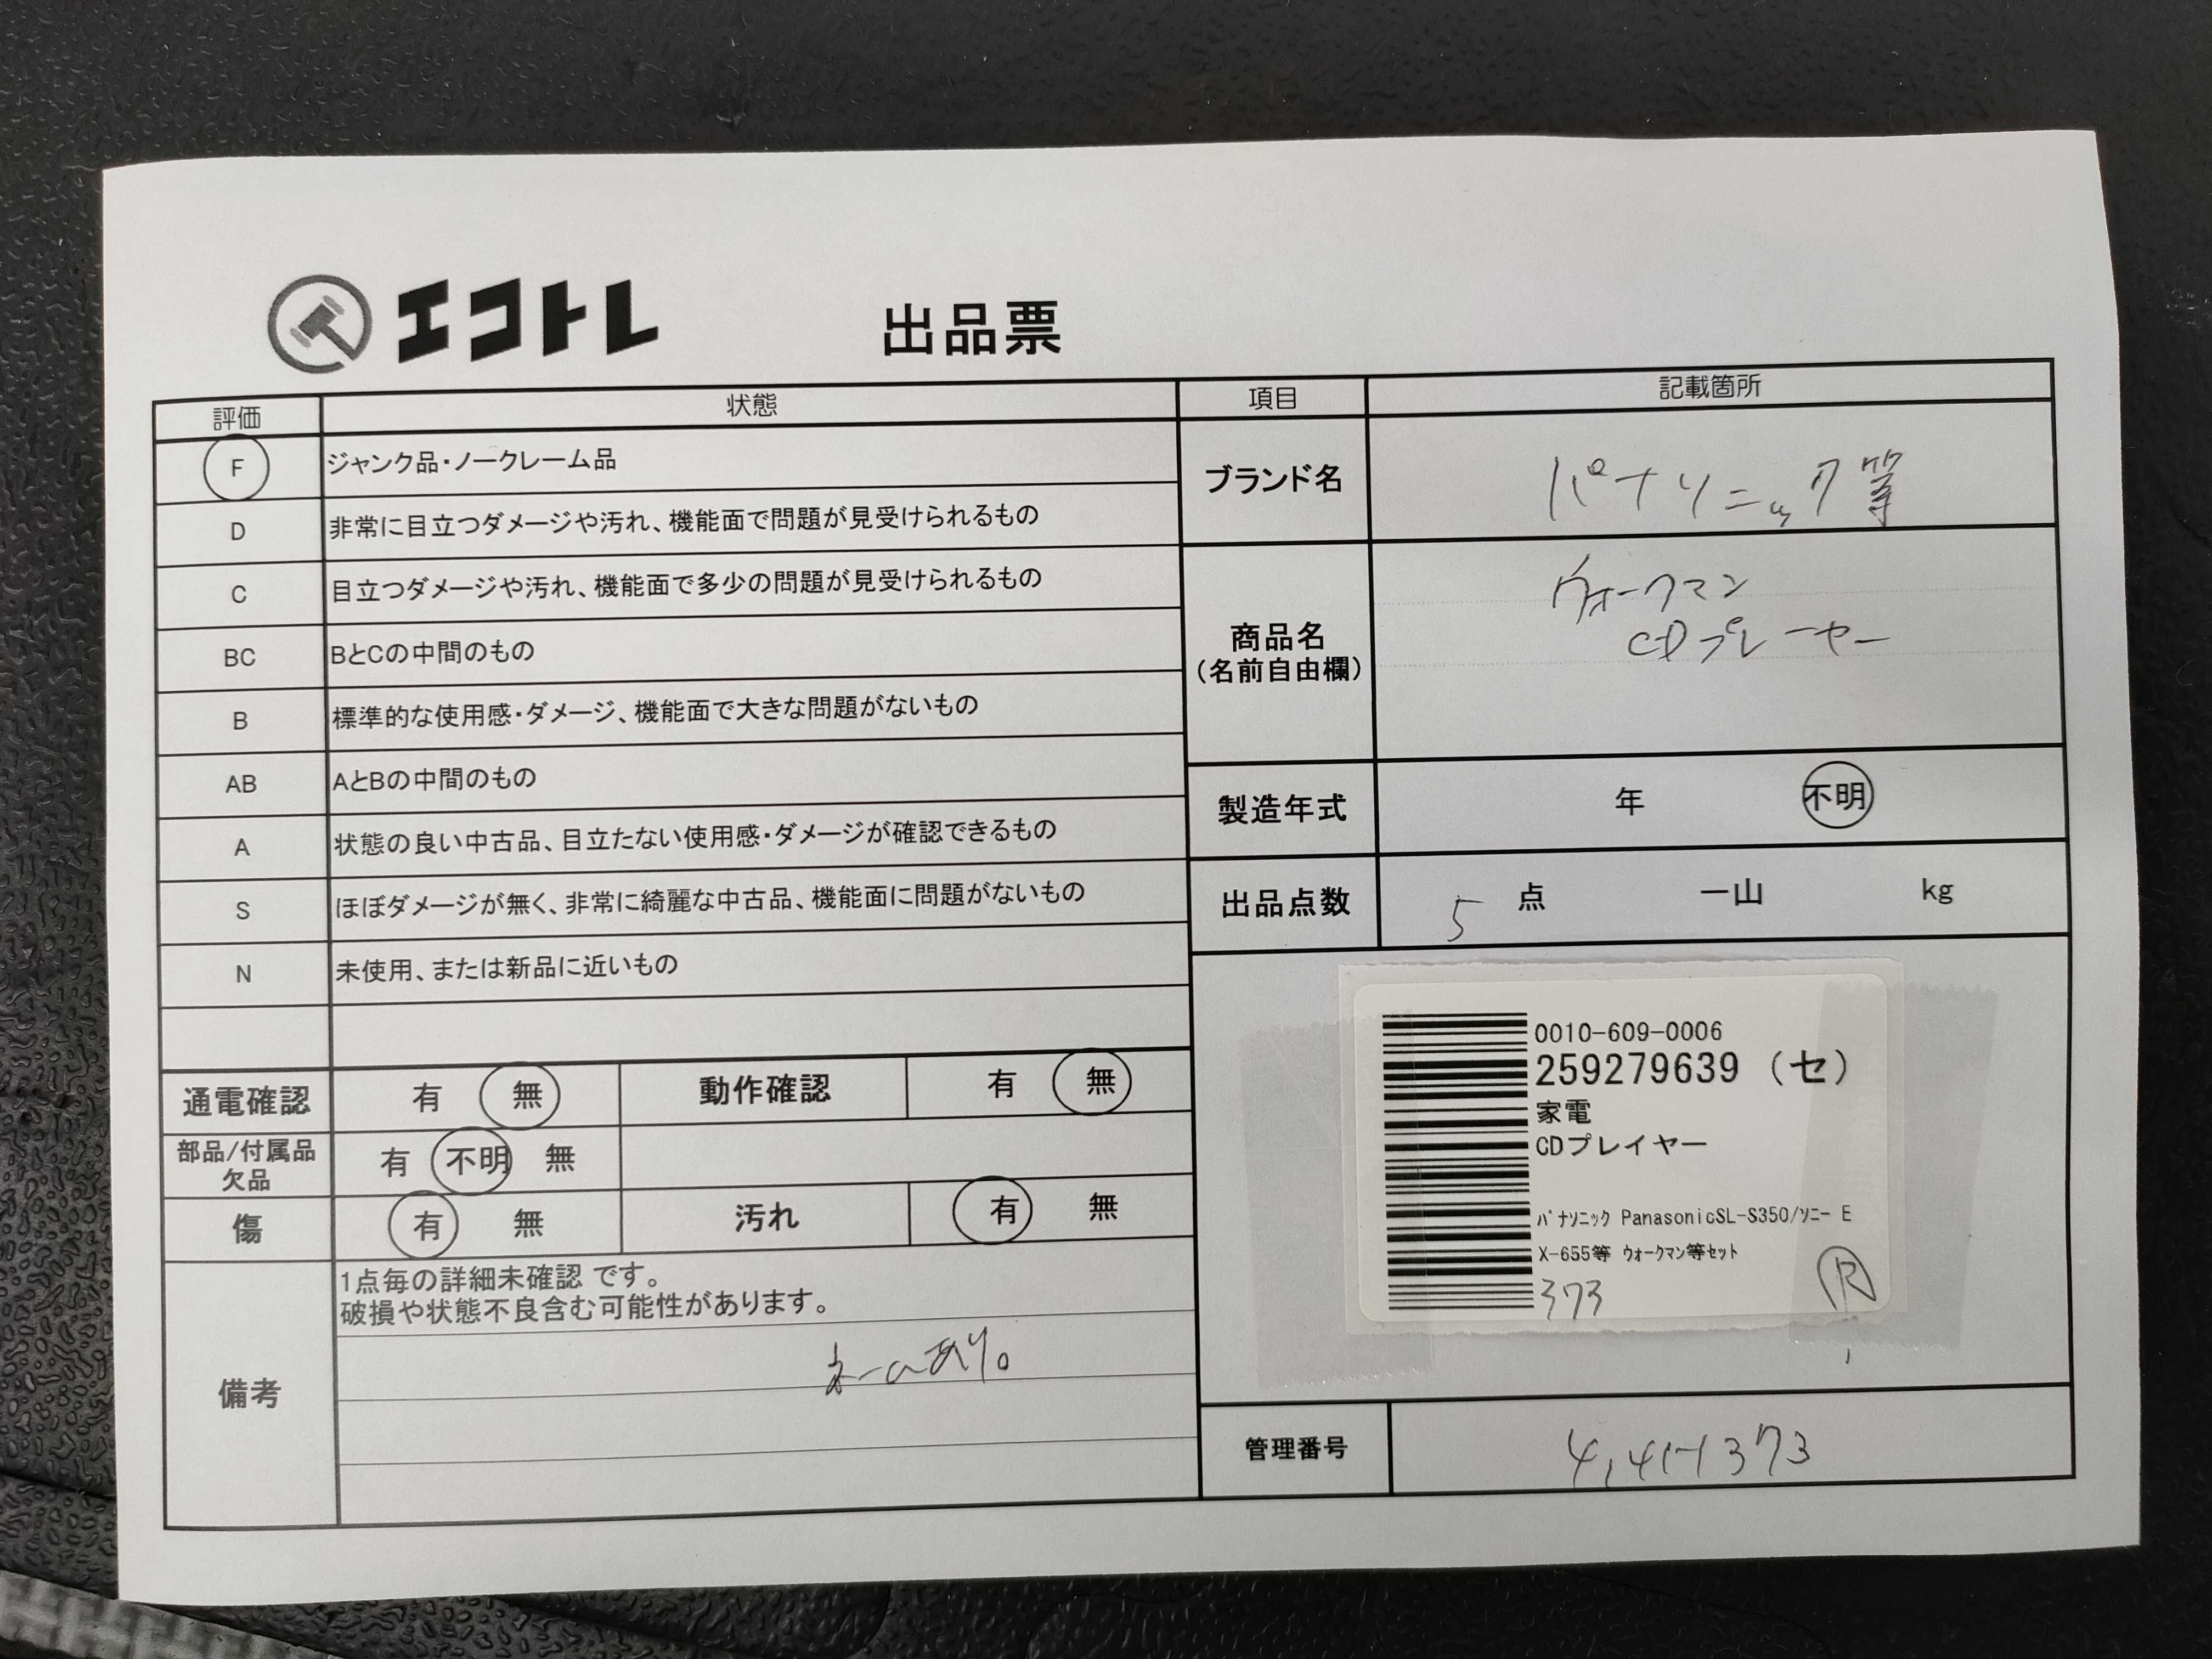 エコトレ
出品票
評価 状態
F ジャンク品・ノークレーム品
D 非常に目立つダメージや汚れ、機能面で問題が見受けられるもの
C 目立つダメージや汚れ、機能面で多少の問題が見受けられるもの
BC BとCの中間のもの
B 標準的な使用感・ダメージ、機能面で大きな問題がないもの
AB AとBの中間のもの
A 状態の良い中古品、目立たない使用感・ダメージが確認できるもの
S ほぼダメージが無く、非常に綺麗な中古品、機能面に問題がないもの
N 未使用、または新品に近いもの
通電確認 有 無 動作確認 有 無
部品/付属品
欠品 有 不明 無
傷 有 無 汚れ 有 無
備考
1点毎の詳細未確認 です。
破損や状態不良含む可能性があります。
ネームあり。
項目 記載箇所
ブランド名 パナソニック等
商品名
(名前自由欄)
ウォークマン
CDプレーヤー
製造年式 年 不明
出品点数 5 点 一山 kg
0010-609-0006
259279639 (セ)
家電
CDプレイヤー
パナソニック PanasonicSL-S350/ソニー E
X-655等 ウォークマン等セット
373 R
管理番号